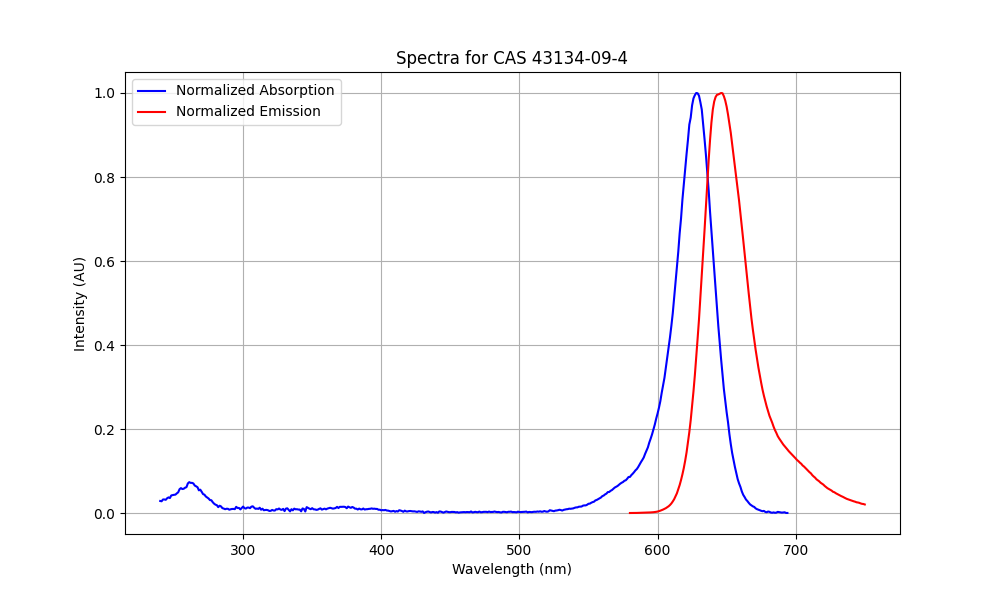 Spectra for CAS 43134-09-4
Normalized Absorption
Normalized Emission
1.0
0.8
0.6
0.4
0.2
0.0
Intensity (AU)
300
400
500
600
700
Wavelength (nm)